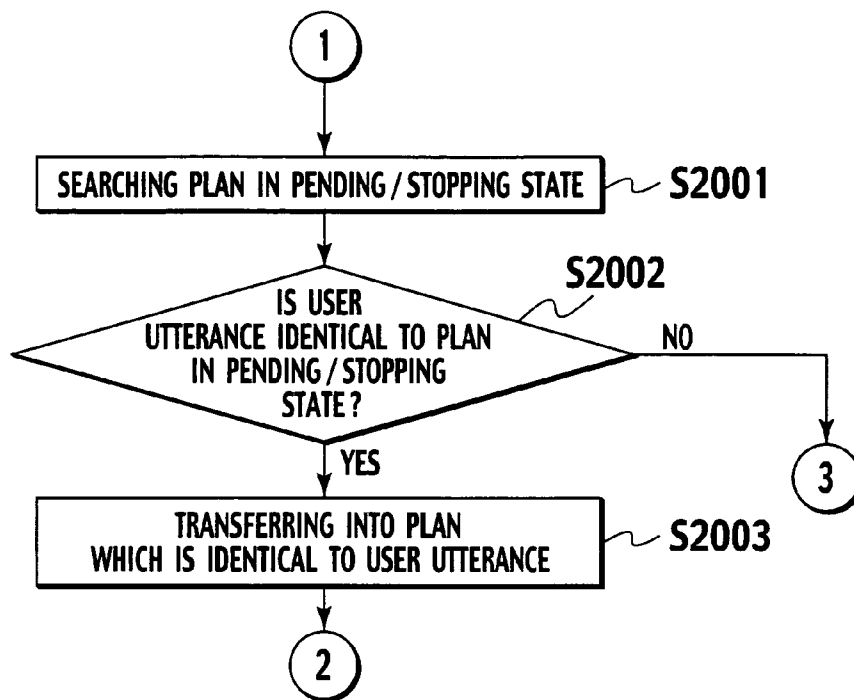 1
SEARCHING PLAN IN PENDING/STOPPING STATE
S2001
S2002
IS USER
UTTERANCE IDENTICAL TO PLAN
IN PENDING/STOPPING
STATE?
NO
YES
3
TRANSFERRING INTO PLAN
WHICH IS IDENTICAL TO USER UTTERANCE
S2003
2